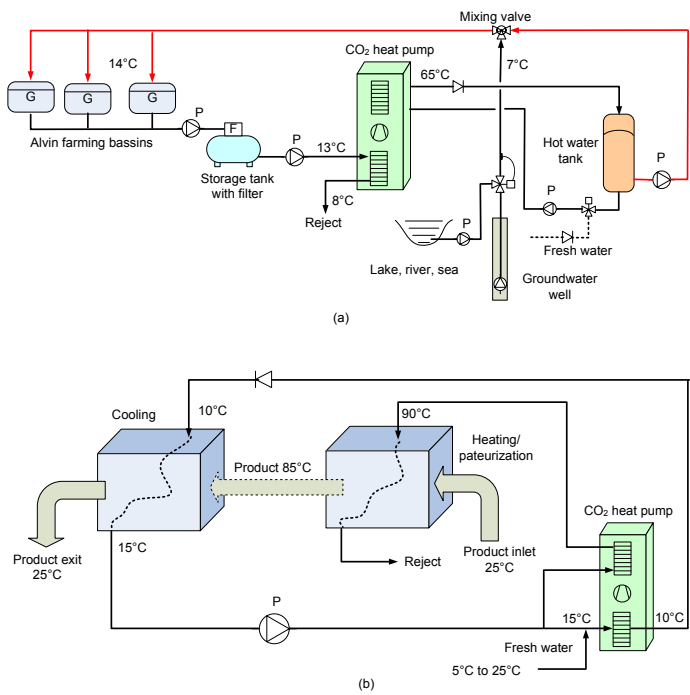 Mixing valve
CO₂ heat pump
14°C
65°C
7°C
G
G
G
P
F
P
13°C
Hot water
tank
P
Alvin farming bassins
Storage tank
with filter
8°C
Reject
P
P
Fresh water
Lake, river, sea
Groundwater
well
(a)
Cooling
10°C
90°C
Heating/
pateurization
Product 85°C
CO₂ heat pump
Product exit
25°C
15°C
Reject
Product inlet
25°C
P
15°C
10°C
Fresh water
5°C to 25°C
(b)